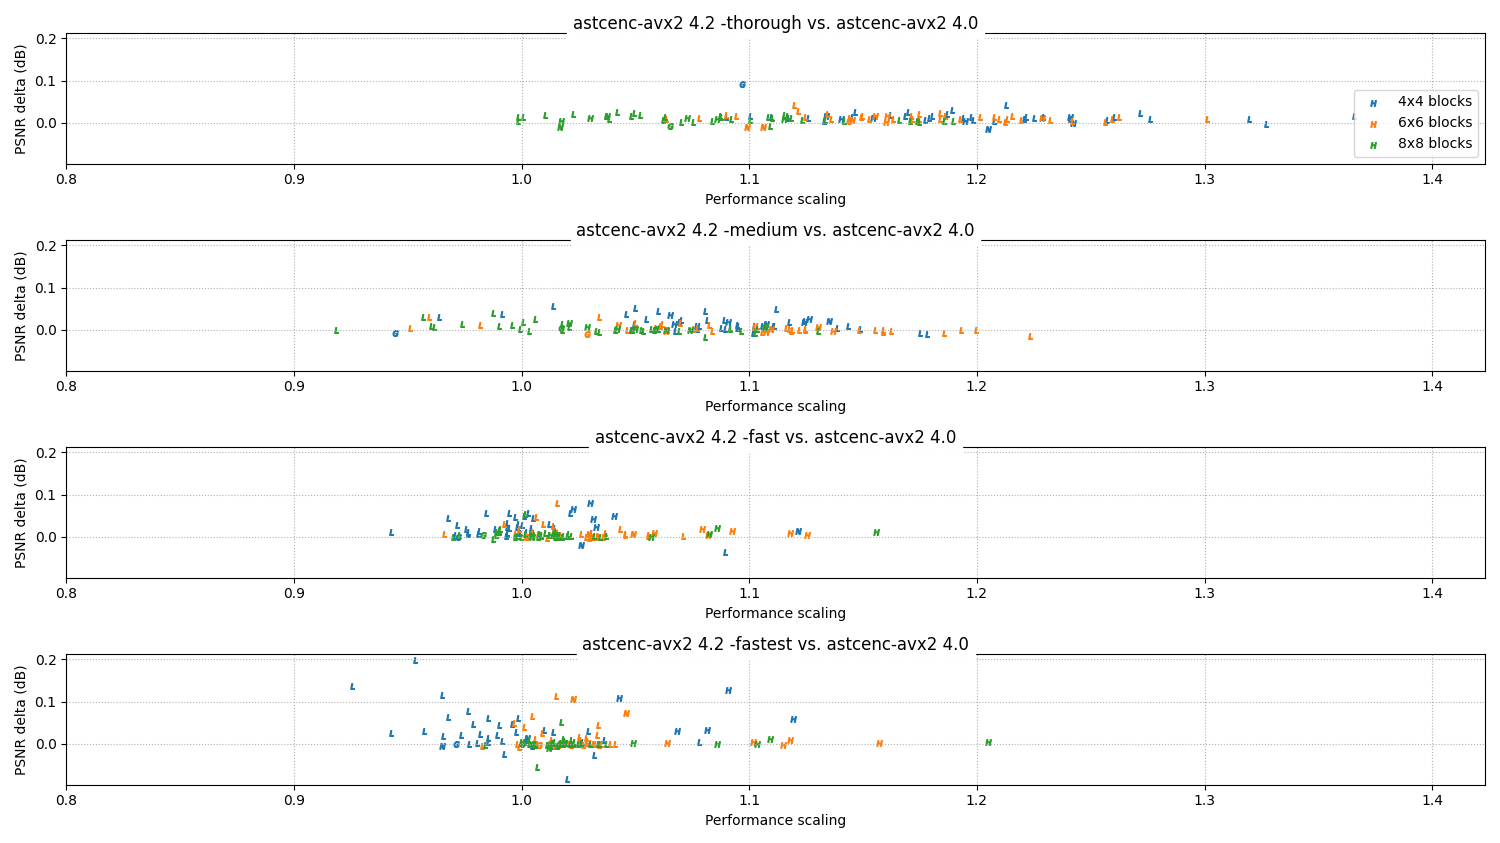 astcenc-avx2 4.2 -thorough vs. astcenc-avx2 4.0
PSNR delta (dB)
0.2
0.1
0.0
4x4 blocks
6x6 blocks
8x8 blocks
0.8 0.9 1.0 1.1 1.2 1.3 1.4
Performance scaling
astcenc-avx2 4.2 -medium vs. astcenc-avx2 4.0
PSNR delta (dB)
0.2
0.1
0.0
0.8 0.9 1.0 1.1 1.2 1.3 1.4
Performance scaling
astcenc-avx2 4.2 -fast vs. astcenc-avx2 4.0
PSNR delta (dB)
0.2
0.1
0.0
0.8 0.9 1.0 1.1 1.2 1.3 1.4
Performance scaling
astcenc-avx2 4.2 -fastest vs. astcenc-avx2 4.0
PSNR delta (dB)
0.2
0.1
0.0
0.8 0.9 1.0 1.1 1.2 1.3 1.4
Performance scaling